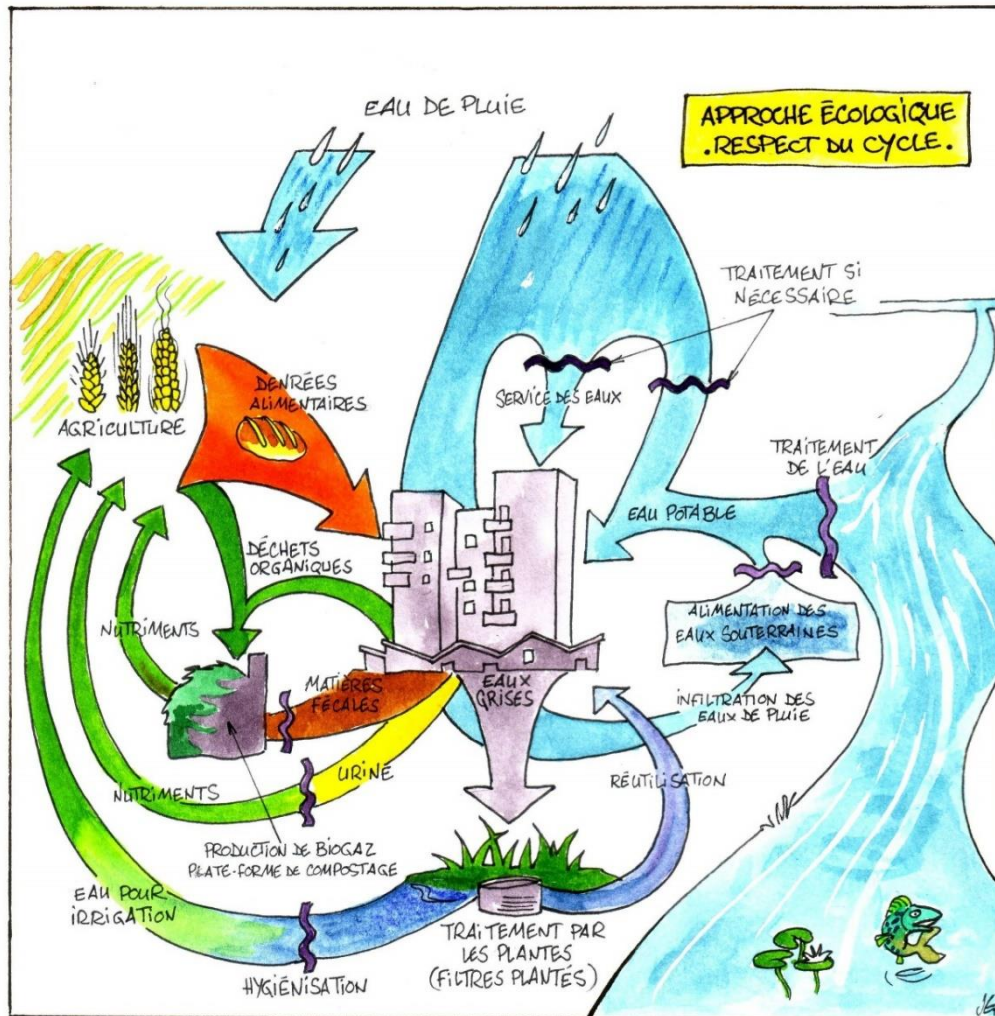 EAU DE PLUIE
APPROCHE ÉCOLOGIQUE
. RESPECT DU CYCLE .
TRAITEMENT SI
NÉCESSAIRE
DENRÉES
ALIMENTAIRES
SERVICE DES EAUX
AGRICULTURE
TRAITEMENT
DE L'EAU
EAU POTABLE
DÉCHETS
ORGANIQUES
ALIMENTATION DES
EAUX SOUTERRAINES
NUTRIMENTS
MATIÈRES
FÉCALES
EAUX
GRISES
INFILTRATION DES
EAUX DE PLUIE
URINE
RÉUTILISATION
NUTRIMENTS
PRODUCTION DE BIOGAZ
PLATE-FORME DE COMPOSTAGE
EAU POUR
IRRIGATION
TRAITEMENT PAR
LES PLANTES
(FILTRES PLANTÉS)
HYGIÉNISATION